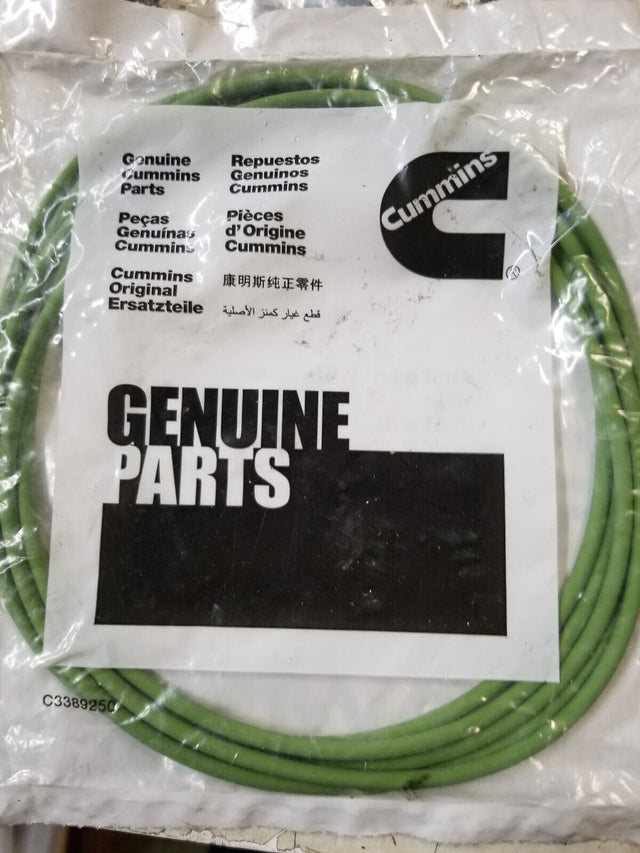 Genuine
Cummins
Parts
Repuestos
Genuinos
Cummins
Cummins
®
Peças
Genuínas
Cummins
Pièces
d'Origine
Cummins
Cummins
Original
Ersatzteile
康明斯纯正零件
قطع غيار كمنز الأصلية
GENUINE
PARTS
C3389250